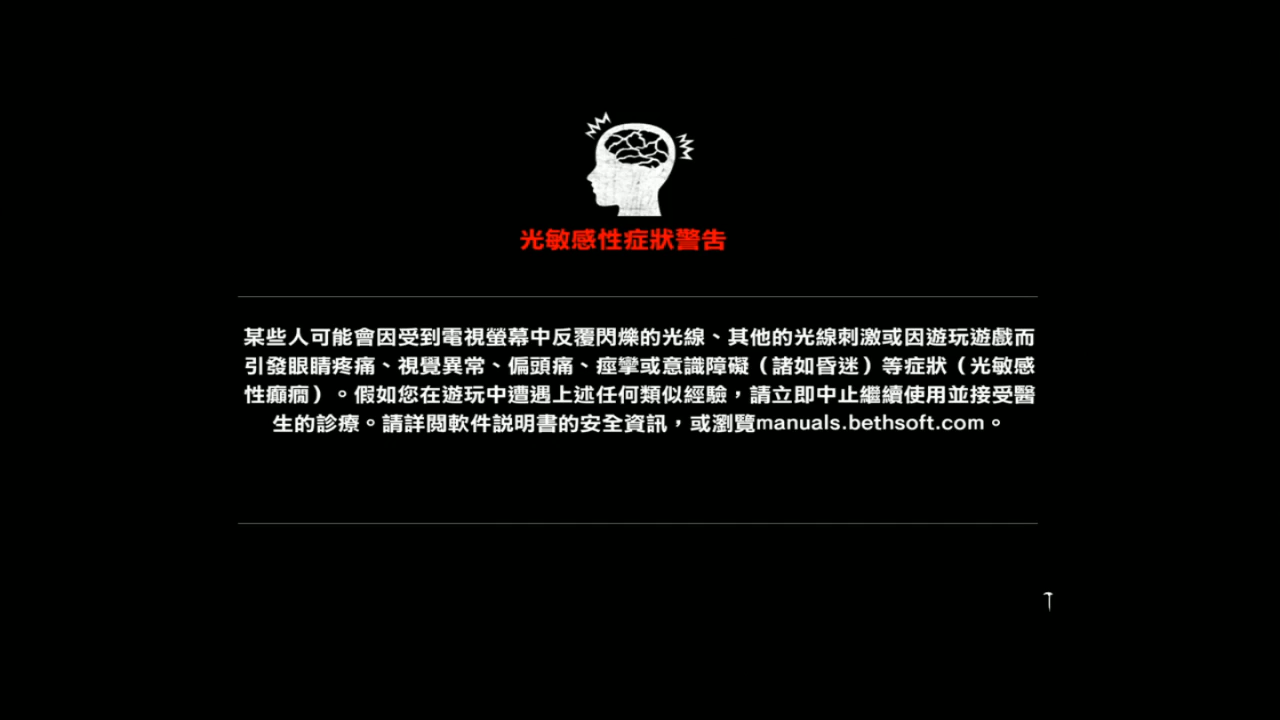 光敏感性症狀警告
某些人可能會因受到電視螢幕中反覆閃爍的光線、其他的光線刺激或因遊玩遊戲而
引發眼睛疼痛、視覺異常、偏頭痛、痙攣或意識障礙（諸如昏迷）等症狀（光敏感
性癲癇）。假如您在遊玩中遭遇上述任何類似經驗，請立即中止繼續使用並接受醫
生的診療。請詳閱軟件説明書的安全資訊，或瀏覽manuals.bethsoft.com。